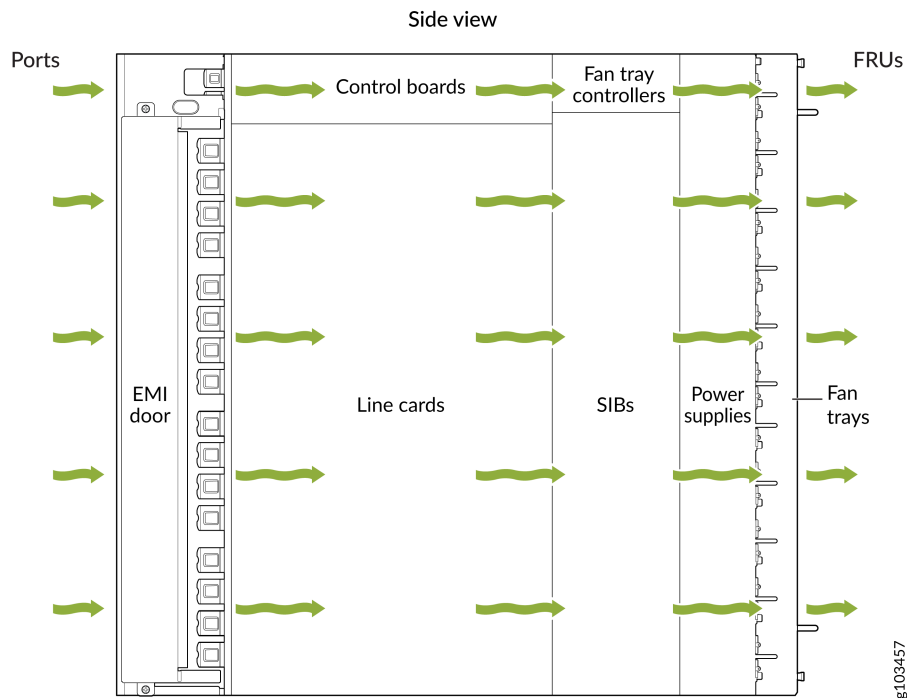 Side view
Ports
FRUs
Control boards
Fan tray
controllers
EMI
door
Line cards
SIBs
Power
supplies
Fan
trays
g103457